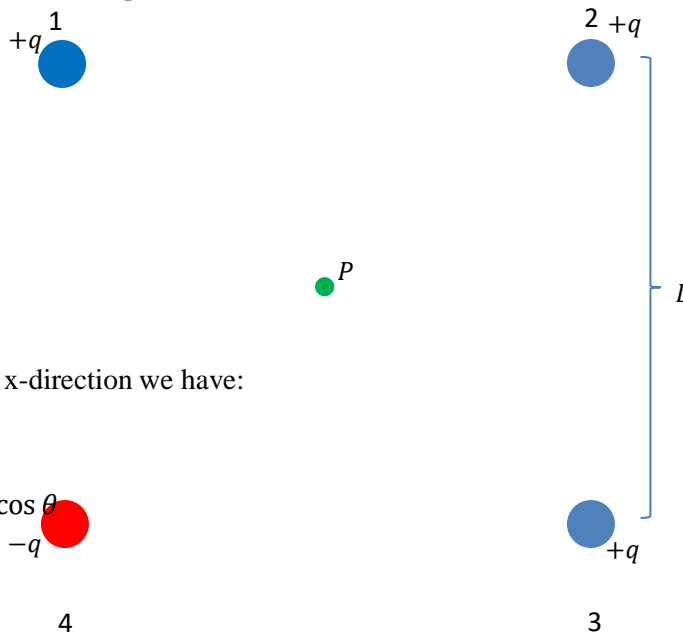 1
+q
2 +q
P
L
x-direction we have:
cos θ
−q
+q
4
3